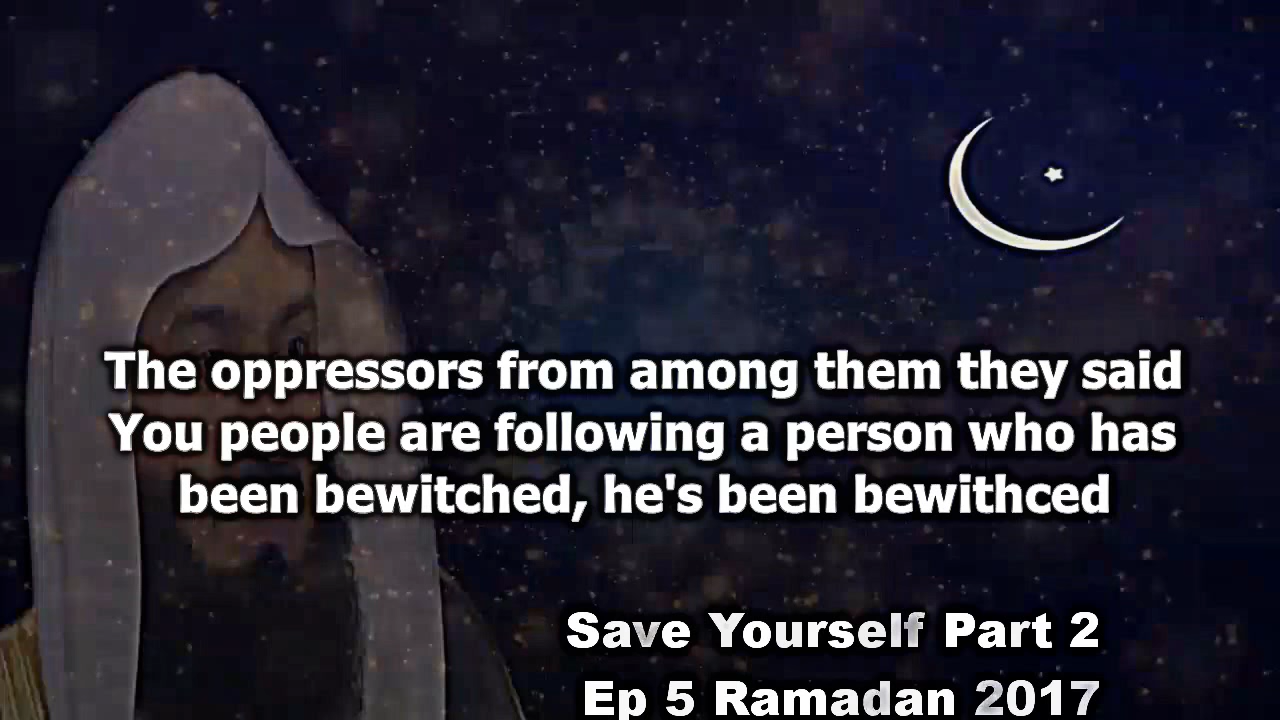 The oppressors from among them they said
You people are following a person who has
been bewitched, he's been bewithced
Save Yourself Part 2
Ep 5 Ramadan 2017